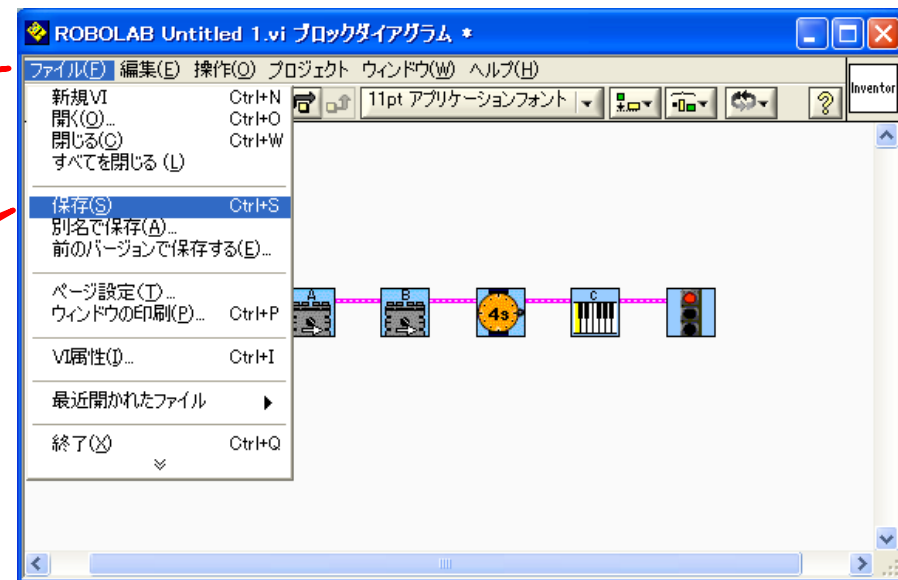 ROBOLAB Untitled 1.vi ブロックダイアグラム *
ファイル(F) 編集(E) 操作(O) プロジェクト ウィンドウ(W) ヘルプ(H)
11pt アプリケーションフォント
?
Inventor
新規VI Ctrl+N
開く(O)... Ctrl+O
閉じる(C) Ctrl+W
すべてを閉じる (L)
保存(S) Ctrl+S
別名で保存(A)...
前のバージョンで保存する(E)...
ページ設定(T)...
ウィンドウの印刷(P)... Ctrl+P
VI属性(I)... Ctrl+I
最近開かれたファイル
終了(X) Ctrl+Q
A B 4s C